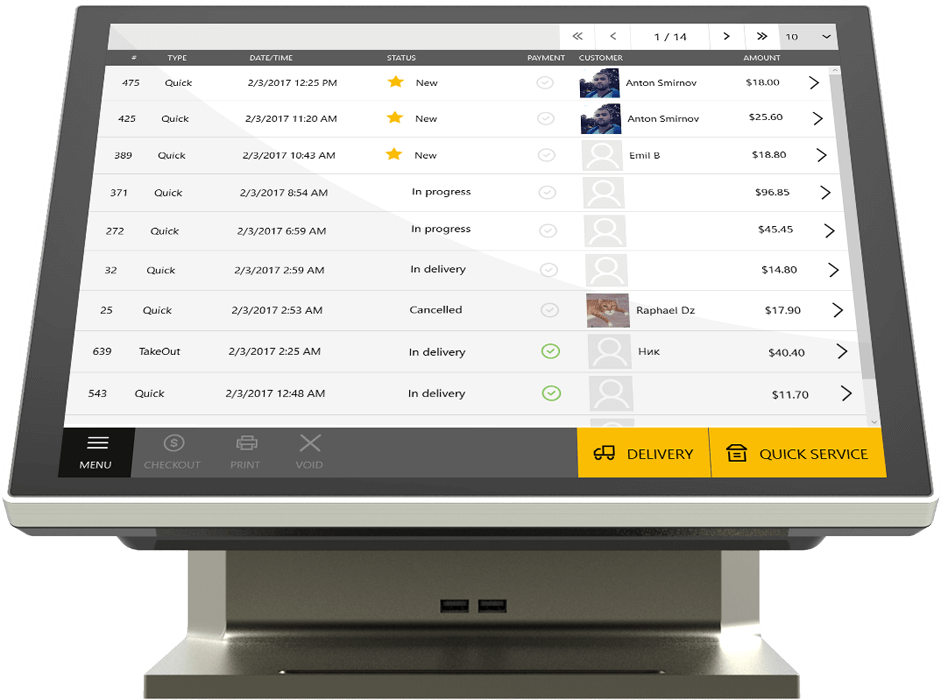 1 / 14 10
# TYPE DATE/TIME STATUS PAYMENT CUSTOMER AMOUNT
475 Quick 2/3/2017 12:25 PM New Anton Smirnov $18.00
425 Quick 2/3/2017 11:20 AM New Anton Smirnov $25.60
389 Quick 2/3/2017 10:43 AM New Emil B $18.80
371 Quick 2/3/2017 8:54 AM In progress $96.85
272 Quick 2/3/2017 6:59 AM In progress $45.45
32 Quick 2/3/2017 2:59 AM In delivery $14.80
25 Quick 2/3/2017 2:53 AM Cancelled Raphael Dz $17.90
639 TakeOut 2/3/2017 2:25 AM In delivery Ник $40.40
543 Quick 2/3/2017 12:48 AM In delivery $11.70
MENU CHECKOUT PRINT VOID DELIVERY QUICK SERVICE